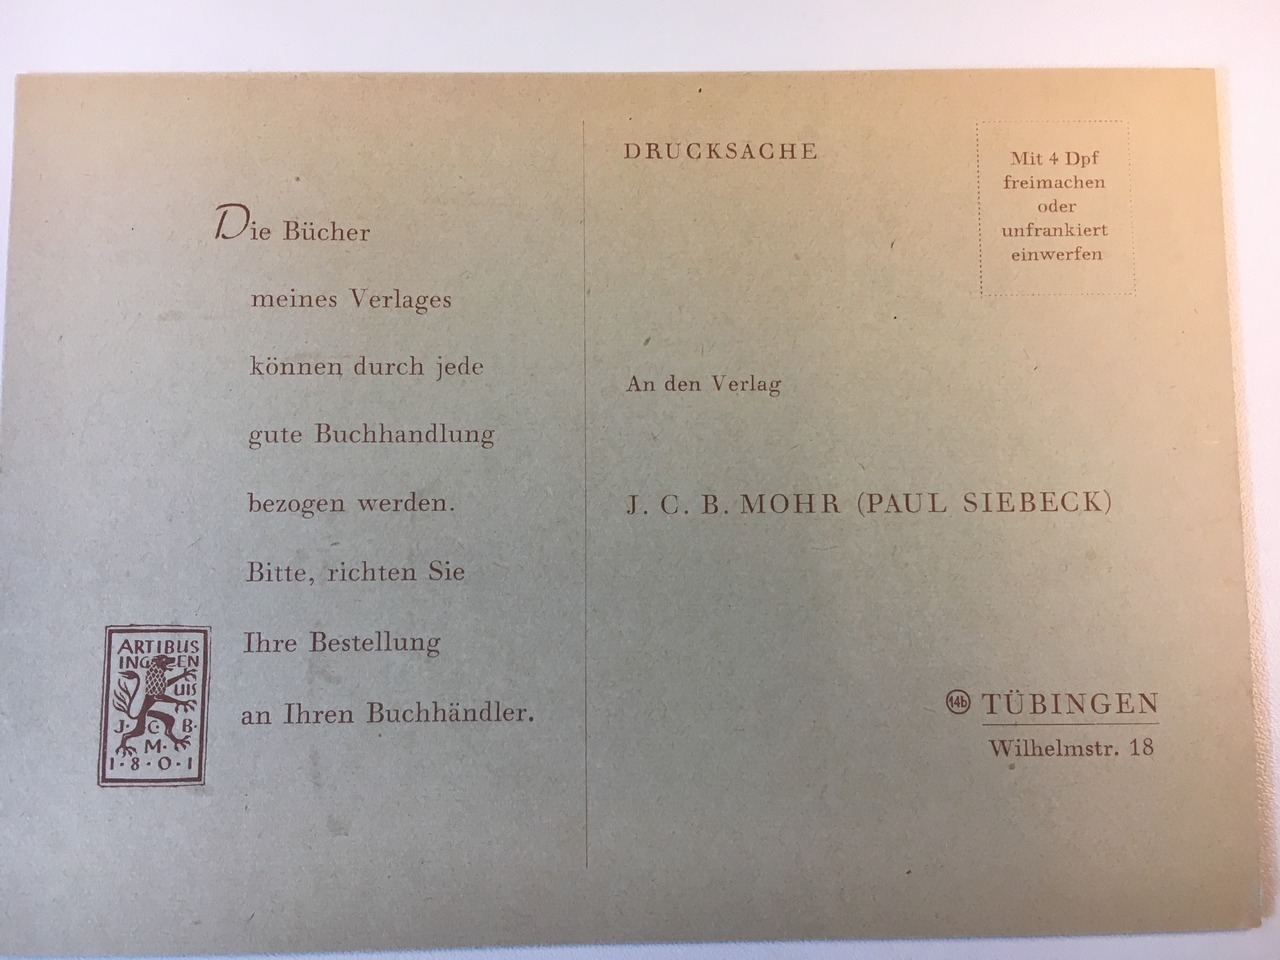 Die Bücher
meines Verlages
können durch jede
gute Buchhandlung
bezogen werden.
Bitte, richten Sie
Ihre Bestellung
an Ihren Buchhändler.
ARTIBUS
INGEN
UIS
J. C. B.
M.
1·8·0·1
DRUCKSACHE
Mit 4 Dpf
freimachen
oder
unfrankiert
einwerfen
An den Verlag
J. C. B. MOHR (PAUL SIEBECK)
14b TÜBINGEN
Wilhelmstr. 18